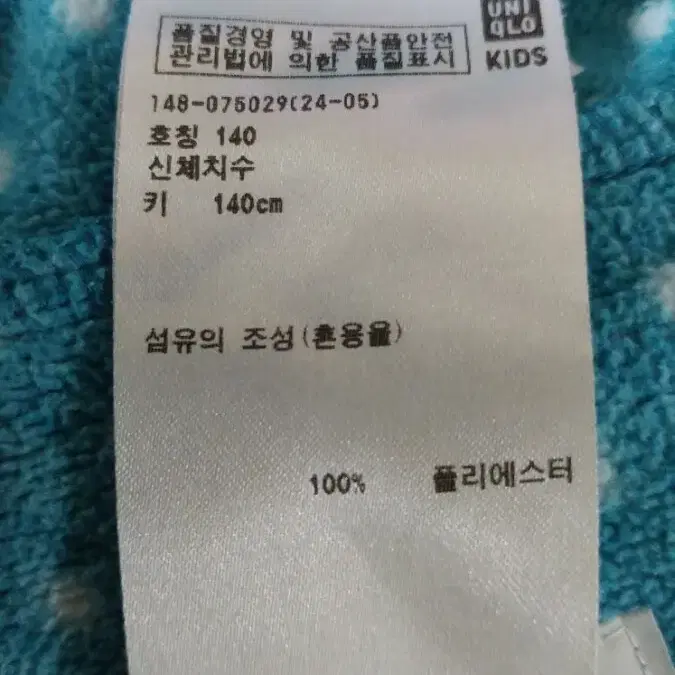 UNI
QLO
KIDS
품질경영 및 공산품안전
관리법에 의한 품질표시
148-075029(24-05)
호칭 140
신체치수
키 140cm
섬유의 조성(혼용율)
100% 폴리에스터